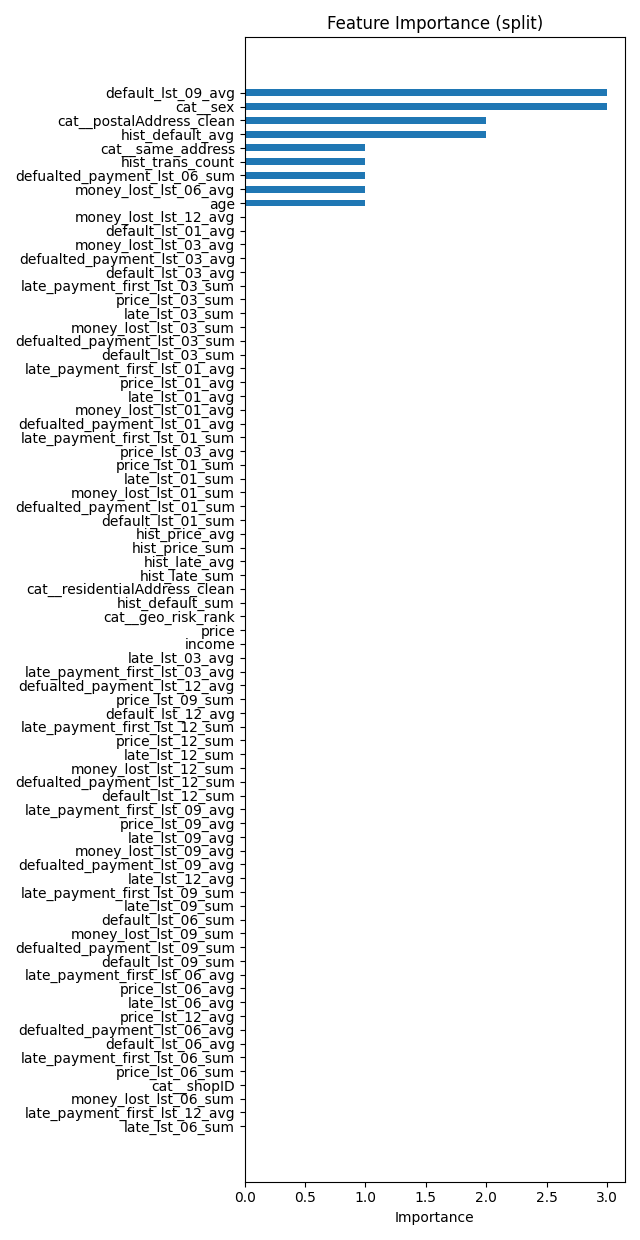 Feature Importance (split)
default_lst_09_avg
cat__sex
cat__postalAddress_clean
hist_default_avg
cat__same_address
hist_trans_count
defualted_payment_lst_06_sum
money_lost_lst_06_avg
age
money_lost_lst_12_avg
default_lst_01_avg
money_lost_lst_03_avg
defualted_payment_lst_03_avg
default_lst_03_avg
late_payment_first_lst_03_sum
price_lst_03_sum
late_lst_03_sum
money_lost_lst_03_sum
defualted_payment_lst_03_sum
default_lst_03_sum
late_payment_first_lst_01_avg
price_lst_01_avg
late_lst_01_avg
money_lost_lst_01_avg
defualted_payment_lst_01_avg
late_payment_first_lst_01_sum
price_lst_03_avg
price_lst_01_sum
late_lst_01_sum
money_lost_lst_01_sum
defualted_payment_lst_01_sum
default_lst_01_sum
hist_price_avg
hist_price_sum
hist_late_avg
hist_late_sum
cat__residentialAddress_clean
hist_default_sum
cat__geo_risk_rank
price
income
late_lst_03_avg
late_payment_first_lst_03_avg
defualted_payment_lst_12_avg
price_lst_09_sum
default_lst_12_avg
late_payment_first_lst_12_sum
price_lst_12_sum
late_lst_12_sum
money_lost_lst_12_sum
defualted_payment_lst_12_sum
default_lst_12_sum
late_payment_first_lst_09_avg
price_lst_09_avg
late_lst_09_avg
money_lost_lst_09_avg
defualted_payment_lst_09_avg
late_lst_12_avg
late_payment_first_lst_09_sum
late_lst_09_sum
default_lst_06_sum
money_lost_lst_09_sum
defualted_payment_lst_09_sum
default_lst_09_sum
late_payment_first_lst_06_avg
price_lst_06_avg
late_lst_06_avg
price_lst_12_avg
defualted_payment_lst_06_avg
default_lst_06_avg
late_payment_first_lst_06_sum
price_lst_06_sum
cat__shopID
money_lost_lst_06_sum
late_payment_first_lst_12_avg
late_lst_06_sum
0.0 0.5 1.0 1.5 2.0 2.5 3.0
Importance